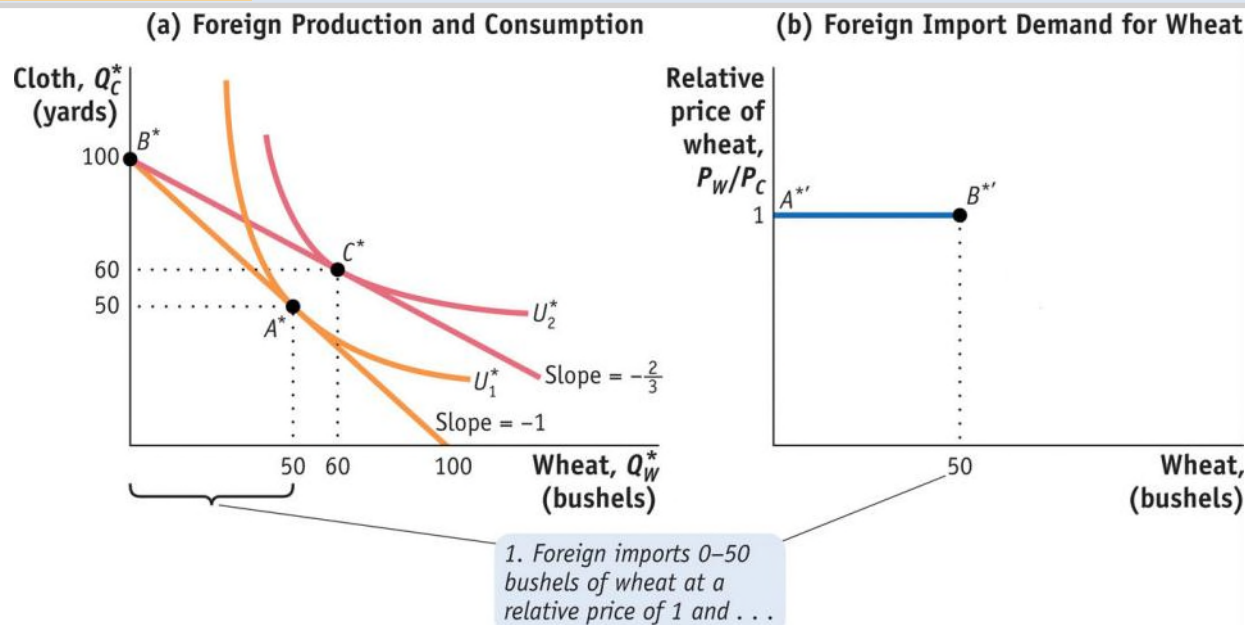 (a) Foreign Production and Consumption
Cloth, Q*C
(yards)
B*
100
60
50
C*
A*
U*2
Slope = –2/3
U*1
Slope = –1
50 60 100
Wheat, Q*W
(bushels)
(b) Foreign Import Demand for Wheat
Relative
price of
wheat,
PW/PC
1
A*′
B*′
50
Wheat,
(bushels)
1. Foreign imports 0–50
bushels of wheat at a
relative price of 1 and . . .